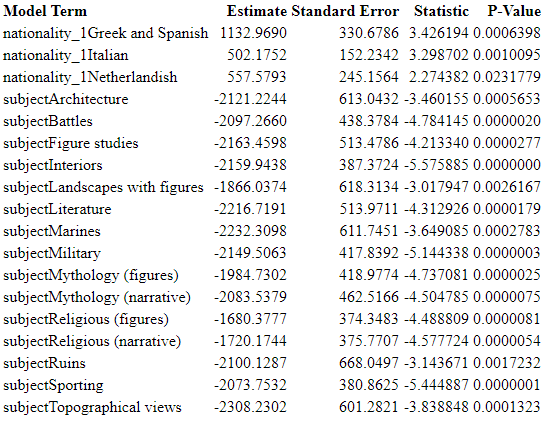 Model Term Estimate Standard Error Statistic P-Value
nationality_1Greek and Spanish 1132.9690 330.6786 3.426194 0.0006398
nationality_1Italian 502.1752 152.2342 3.298702 0.0010095
nationality_1Netherlandish 557.5793 245.1564 2.274382 0.0231779
subjectArchitecture -2121.2244 613.0432 -3.460155 0.0005653
subjectBattles -2097.2660 438.3784 -4.784145 0.0000020
subjectFigure studies -2163.4598 513.4786 -4.213340 0.0000277
subjectInteriors -2159.9438 387.3724 -5.575885 0.0000000
subjectLandscapes with figures -1866.0374 618.3134 -3.017947 0.0026167
subjectLiterature -2216.7191 513.9711 -4.312926 0.0000179
subjectMarines -2232.3098 611.7451 -3.649085 0.0002783
subjectMilitary -2149.5063 417.8392 -5.144338 0.0000003
subjectMythology (figures) -1984.7302 418.9774 -4.737081 0.0000025
subjectMythology (narrative) -2083.5379 462.5166 -4.504785 0.0000075
subjectReligious (figures) -1680.3777 374.3483 -4.488809 0.0000081
subjectReligious (narrative) -1720.1744 375.7707 -4.577724 0.0000054
subjectRuins -2100.1287 668.0497 -3.143671 0.0017232
subjectSporting -2073.7532 380.8625 -5.444887 0.0000001
subjectTopographical views -2308.2302 601.2821 -3.838848 0.0001323